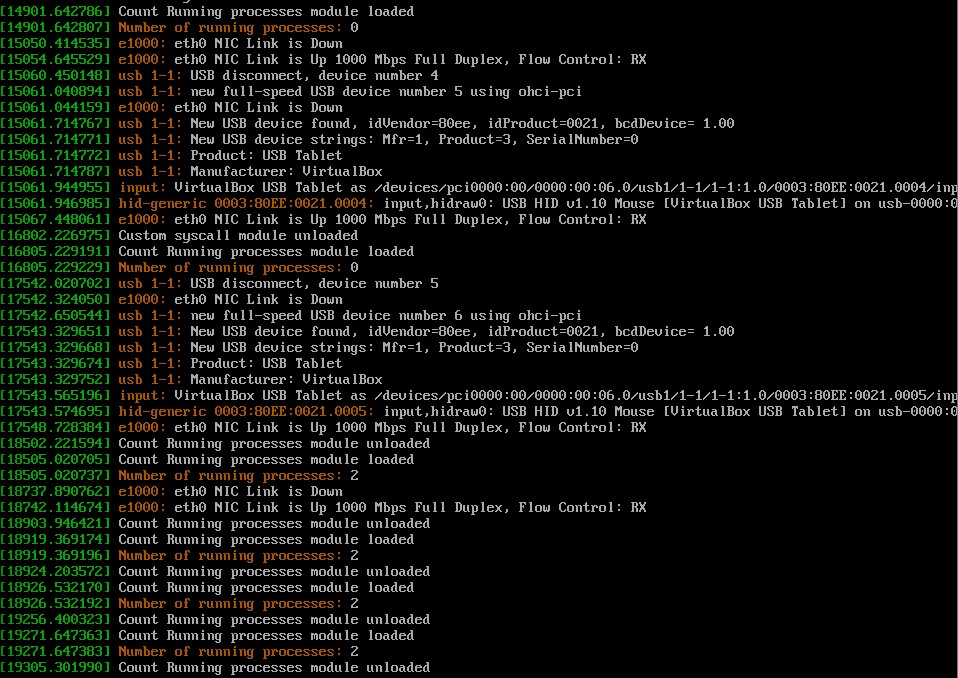 [14901.642786] Count Running processes module loaded
[14901.642807] Number of running processes: 0
[15050.414535] e1000: eth0 NIC Link is Down
[15054.645529] e1000: eth0 NIC Link is Up 1000 Mbps Full Duplex, Flow Control: RX
[15060.450148] usb 1-1: USB disconnect, device number 4
[15061.040894] usb 1-1: new full-speed USB device number 5 using ohci-pci
[15061.044159] e1000: eth0 NIC Link is Down
[15061.714767] usb 1-1: New USB device found, idVendor=80ee, idProduct=0021, bcdDevice= 1.00
[15061.714771] usb 1-1: New USB device strings: Mfr=1, Product=3, SerialNumber=0
[15061.714772] usb 1-1: Product: USB Tablet
[15061.714787] usb 1-1: Manufacturer: VirtualBox
[15061.944955] input: VirtualBox USB Tablet as /devices/pci0000:00/0000:00:06.0/usb1/1-1/1-1:1.0/0003:80EE:0021.0004/inp
[15061.946985] hid-generic 0003:80EE:0021.0004: input,hidraw0: USB HID v1.10 Mouse [VirtualBox USB Tablet] on usb-0000:0
[15067.448061] e1000: eth0 NIC Link is Up 1000 Mbps Full Duplex, Flow Control: RX
[16802.226975] Custom syscall module unloaded
[16805.229191] Count Running processes module loaded
[16805.229229] Number of running processes: 0
[17542.020702] usb 1-1: USB disconnect, device number 5
[17542.324050] e1000: eth0 NIC Link is Down
[17542.650544] usb 1-1: new full-speed USB device number 6 using ohci-pci
[17543.329651] usb 1-1: New USB device found, idVendor=80ee, idProduct=0021, bcdDevice= 1.00
[17543.329668] usb 1-1: New USB device strings: Mfr=1, Product=3, SerialNumber=0
[17543.329674] usb 1-1: Product: USB Tablet
[17543.329752] usb 1-1: Manufacturer: VirtualBox
[17543.565196] input: VirtualBox USB Tablet as /devices/pci0000:00/0000:00:06.0/usb1/1-1/1-1:1.0/0003:80EE:0021.0005/inp
[17543.574695] hid-generic 0003:80EE:0021.0005: input,hidraw0: USB HID v1.10 Mouse [VirtualBox USB Tablet] on usb-0000:0
[17548.728384] e1000: eth0 NIC Link is Up 1000 Mbps Full Duplex, Flow Control: RX
[18502.221594] Count Running processes module unloaded
[18505.020705] Count Running processes module loaded
[18505.020737] Number of running processes: 2
[18737.890762] e1000: eth0 NIC Link is Down
[18742.114674] e1000: eth0 NIC Link is Up 1000 Mbps Full Duplex, Flow Control: RX
[18903.946421] Count Running processes module unloaded
[18919.369174] Count Running processes module loaded
[18919.369196] Number of running processes: 2
[18924.203572] Count Running processes module unloaded
[18926.532170] Count Running processes module loaded
[18926.532192] Number of running processes: 2
[19256.400323] Count Running processes module unloaded
[19271.647363] Count Running processes module loaded
[19271.647383] Number of running processes: 2
[19305.301990] Count Running processes module unloaded